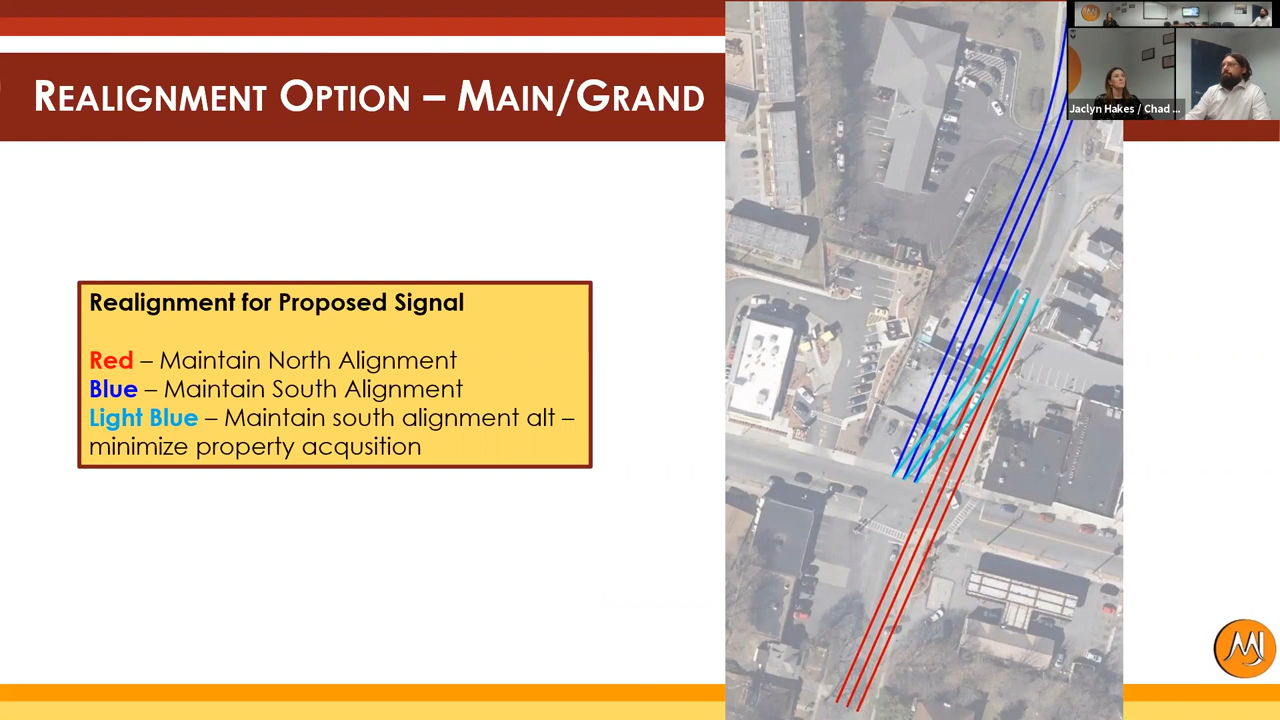 REALIGNMENT OPTION – MAIN/GRAND
Jaclyn Hakes / Chad ...
Realignment for Proposed Signal
Red – Maintain North Alignment
Blue – Maintain South Alignment
Light Blue – Maintain south alignment alt –
minimize property acqusition
MJ